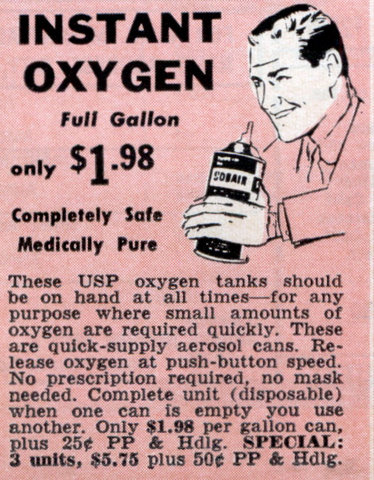 INSTANT
OXYGEN
Full Gallon
only $1.98
SOBAIR
Completely Safe
Medically Pure
These USP oxygen tanks should
be on hand at all times—for any
purpose where small amounts of
oxygen are required quickly. These
are quick-supply aerosol cans. Re-
lease oxygen at push-button speed.
No prescription required, no mask
needed. Complete unit (disposable)
when one can is empty you use
another. Only $1.98 per gallon can,
plus 25¢ PP & Hdlg. SPECIAL:
3 units, $5.75 plus 50¢ PP & Hdlg.